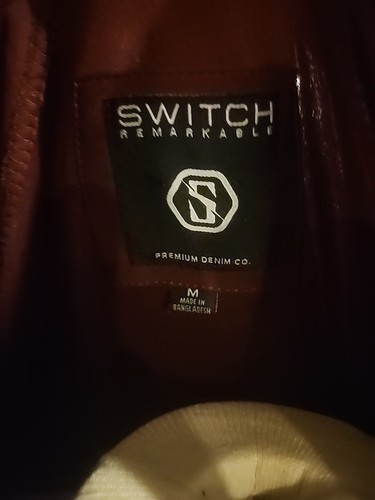 SWITCH
REMARKABLE
S
PREMIUM DENIM CO.
M
MADE IN
BANGLADESH